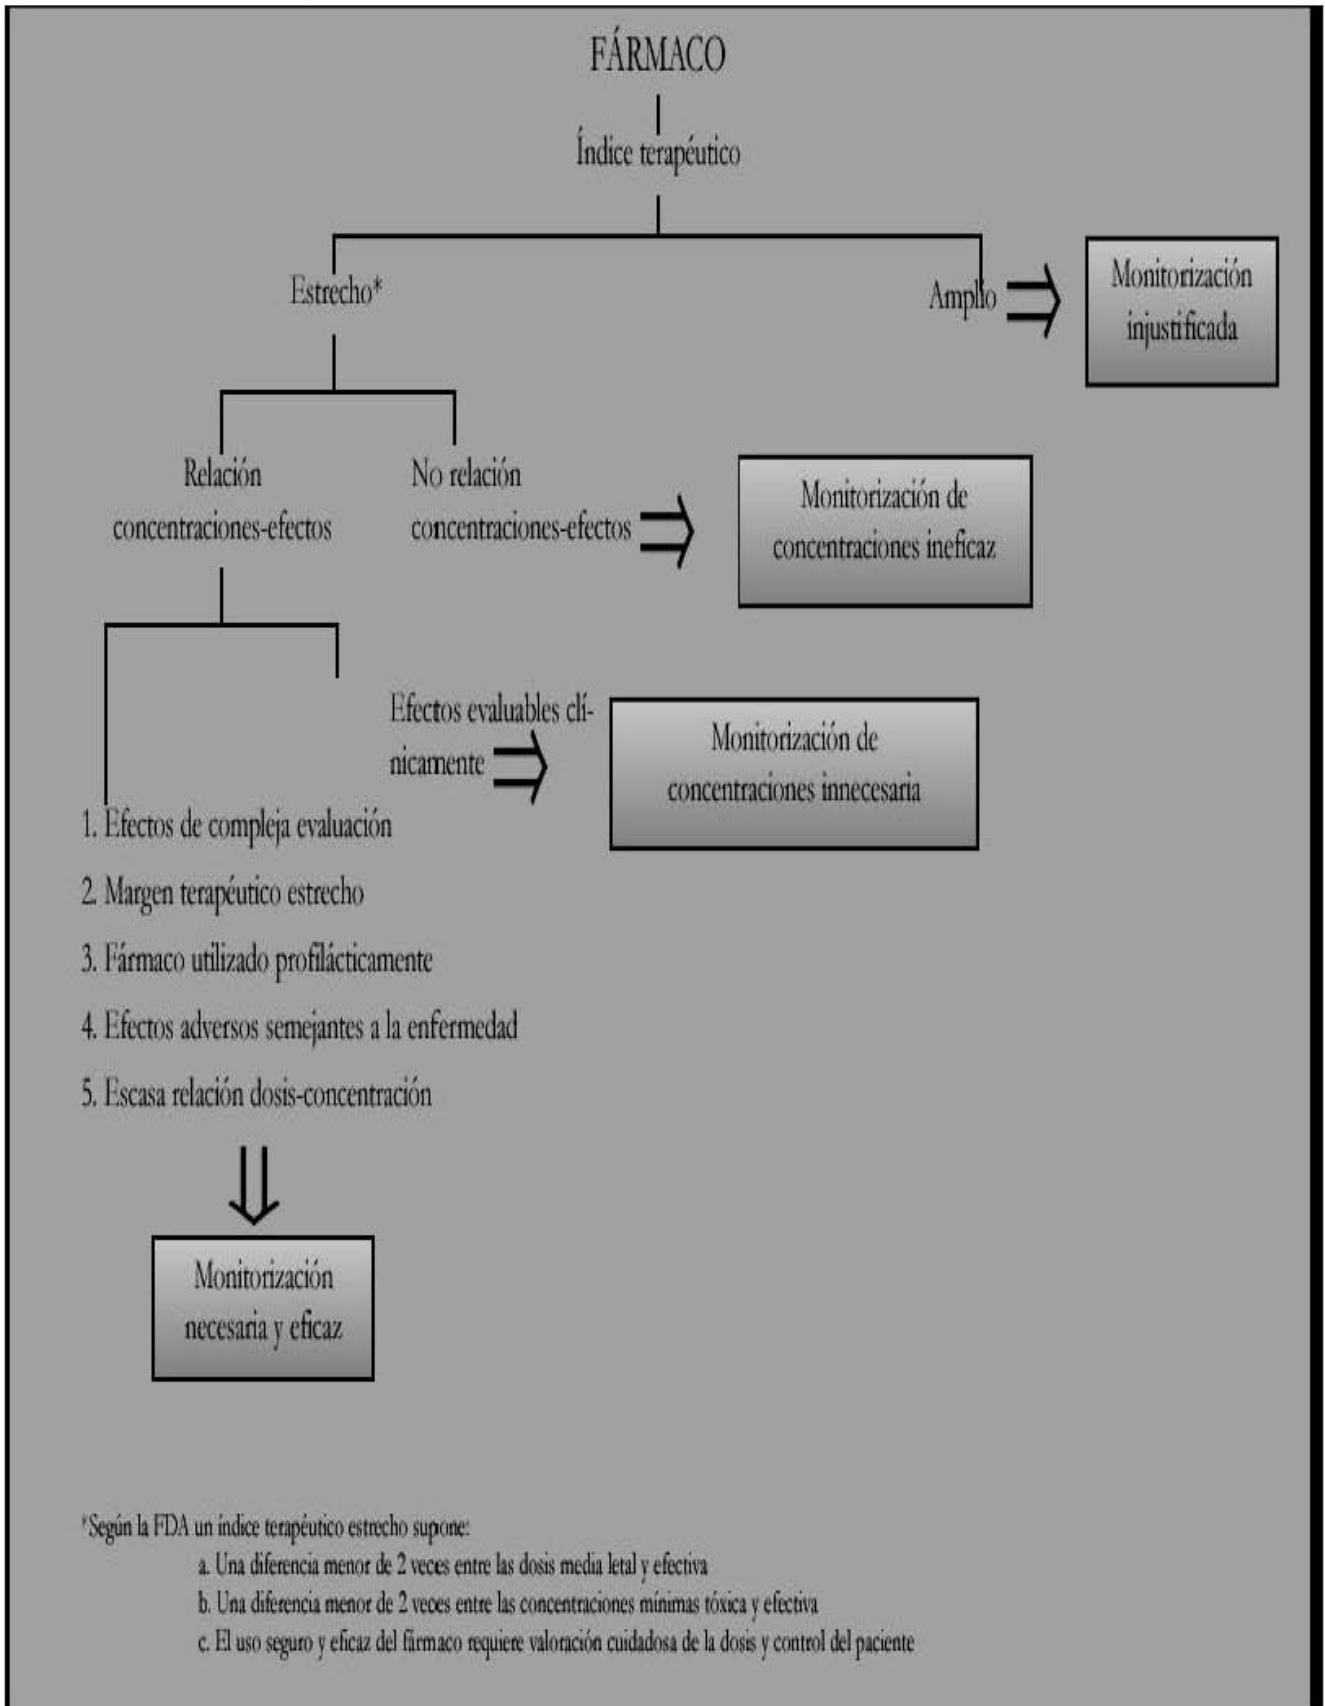 FÁRMACO
Índice terapéutico
Estrecho*
Amplio
Monitorización
injustificada
Relación
concentraciones-efectos
No relación
concentraciones-efectos
Monitorización de
concentraciones ineficaz
Efectos evaluables clí-
nicamente
Monitorización de
concentraciones innecesaria
1. Efectos de compleja evaluación
2. Margen terapéutico estrecho
3. Fármaco utilizado profilácticamente
4. Efectos adversos semejantes a la enfermedad
5. Escasa relación dosis-concentración
Monitorización
necesaria y eficaz
*Según la FDA un índice terapéutico estrecho supone:
a. Una diferencia menor de 2 veces entre las dosis media letal y efectiva
b. Una diferencia menor de 2 veces entre las concentraciones mínimas tóxica y efectiva
c. El uso seguro y eficaz del fármaco requiere valoración cuidadosa de la dosis y control del paciente